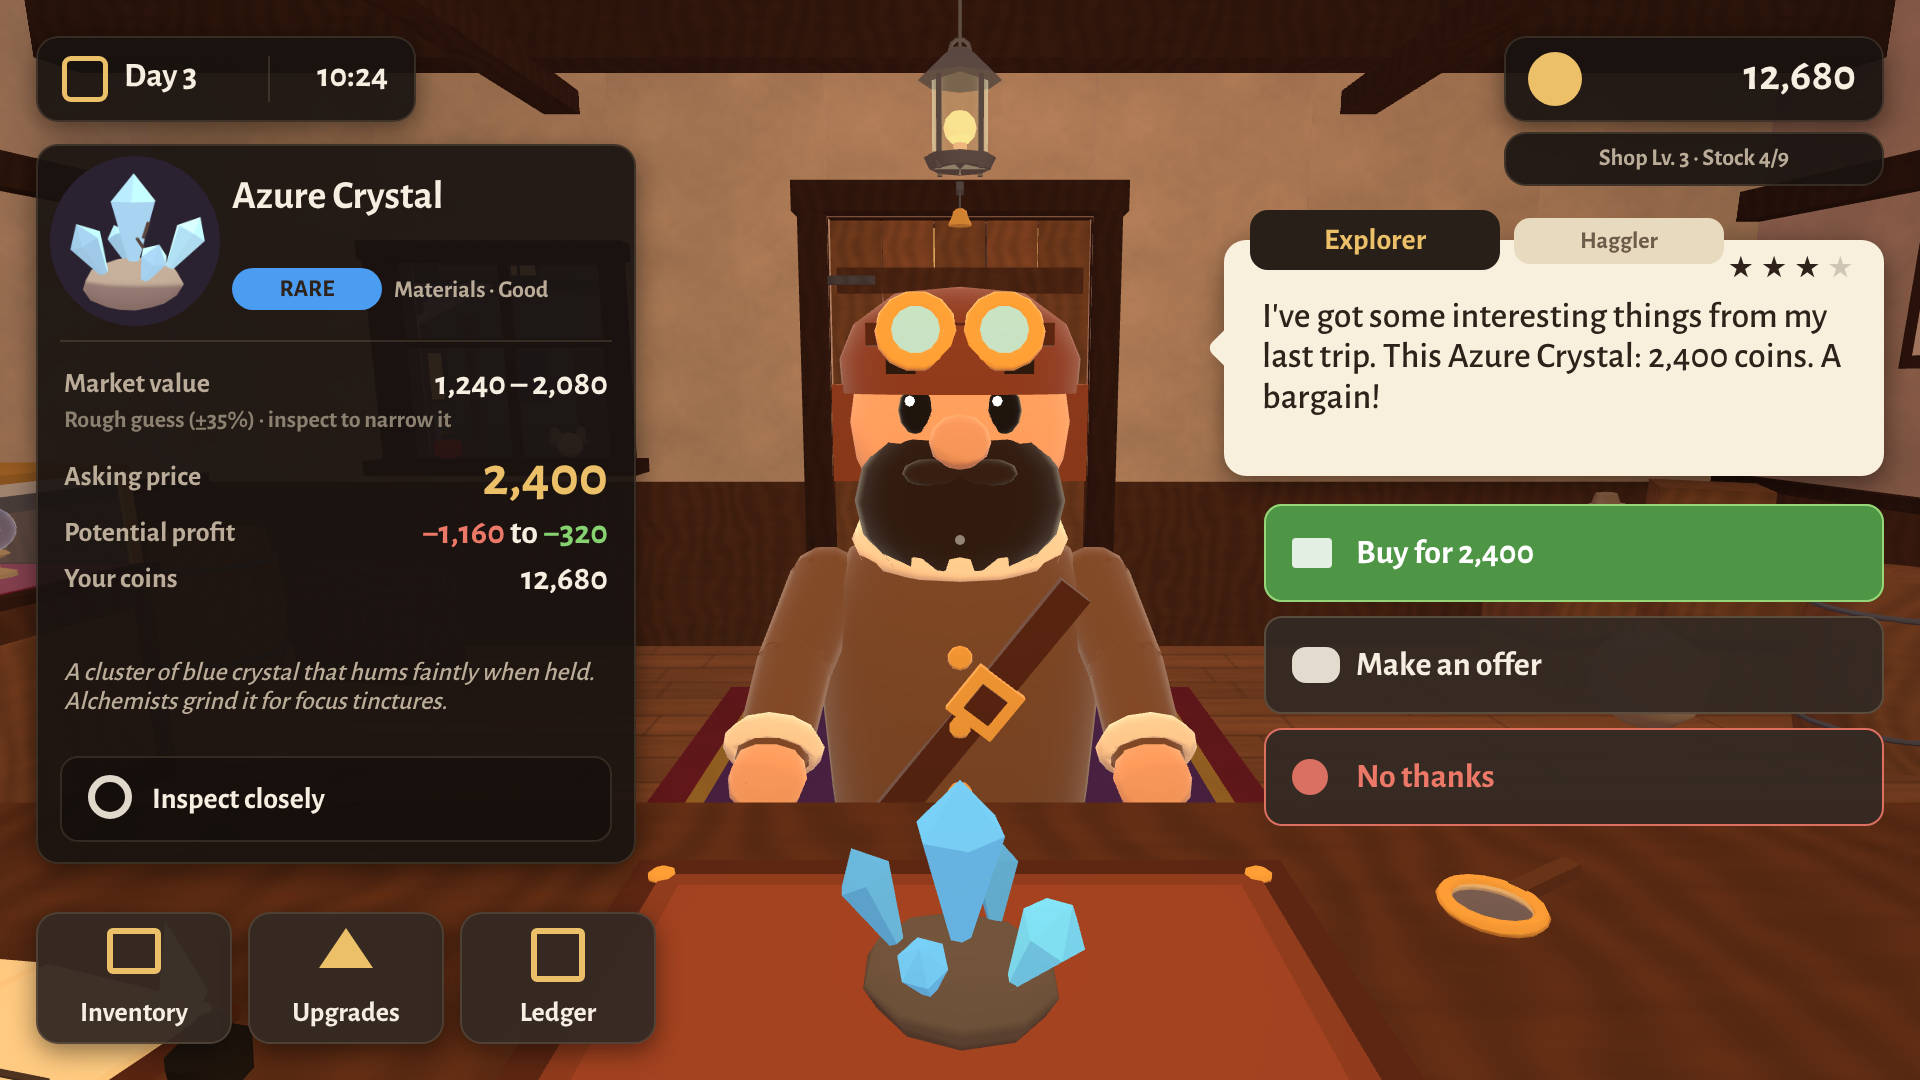 Day 3
10:24
12,680
Shop Lv. 3 · Stock 4/9
Azure Crystal
RARE
Materials · Good
Market value
1,240 – 2,080
Rough guess (±35%) · inspect to narrow it
Asking price
2,400
Potential profit
–1,160 to –320
Your coins
12,680
A cluster of blue crystal that hums faintly when held.
Alchemists grind it for focus tinctures.
Inspect closely
Inventory
Upgrades
Ledger
Explorer
Haggler
★ ★ ★ ★
I've got some interesting things from my
last trip. This Azure Crystal: 2,400 coins. A
bargain!
Buy for 2,400
Make an offer
No thanks